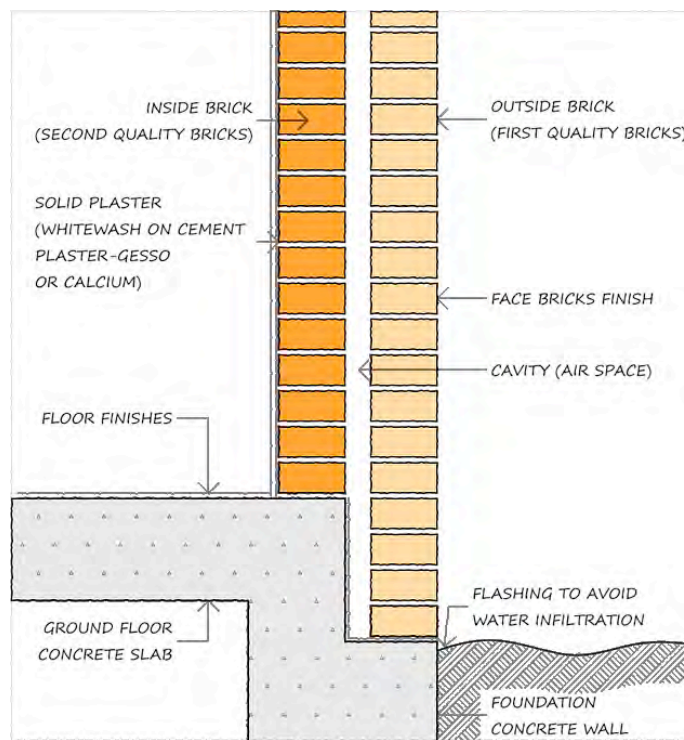 INSIDE BRICK
(SECOND QUALITY BRICKS)
OUTSIDE BRICK
(FIRST QUALITY BRICKS)
SOLID PLASTER
(WHITEWASH ON CEMENT
PLASTER-GESSO
OR CALCIUM)
FACE BRICKS FINISH
CAVITY (AIR SPACE)
FLOOR FINISHES
FLASHING TO AVOID
WATER INFILTRATION
GROUND FLOOR
CONCRETE SLAB
FOUNDATION
CONCRETE WALL